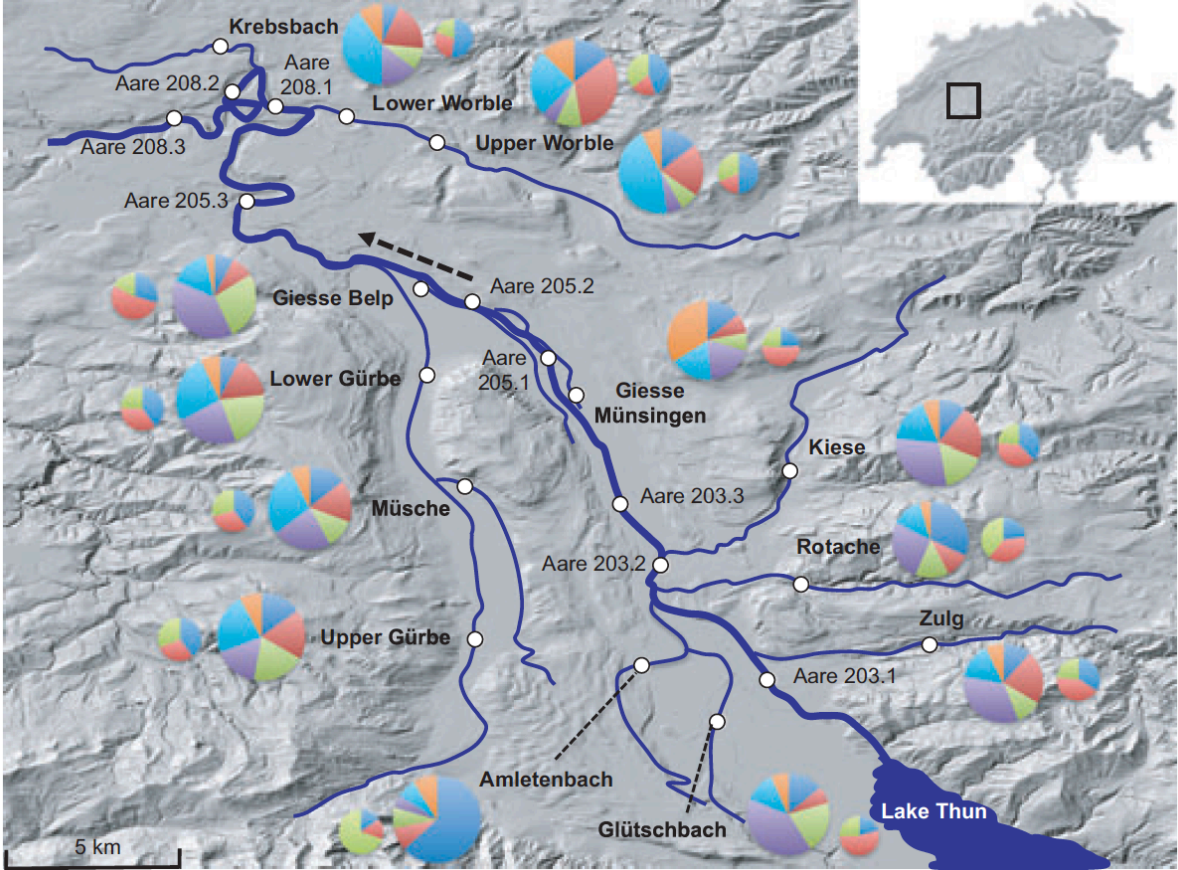 Krebsbach
Aare
208.1
Aare 208.2
Lower Worble
Upper Worble
Aare 208.3
Aare 205.3
Giesse Belp
Aare 205.2
Aare
205.1
Lower Gürbe
Giesse
Münsingen
Kiese
Müsche
Aare 203.3
Rotache
Aare 203.2
Zulg
Upper Gürbe
Aare 203.1
Amletenbach
Glütschbach
Lake Thun
5 km